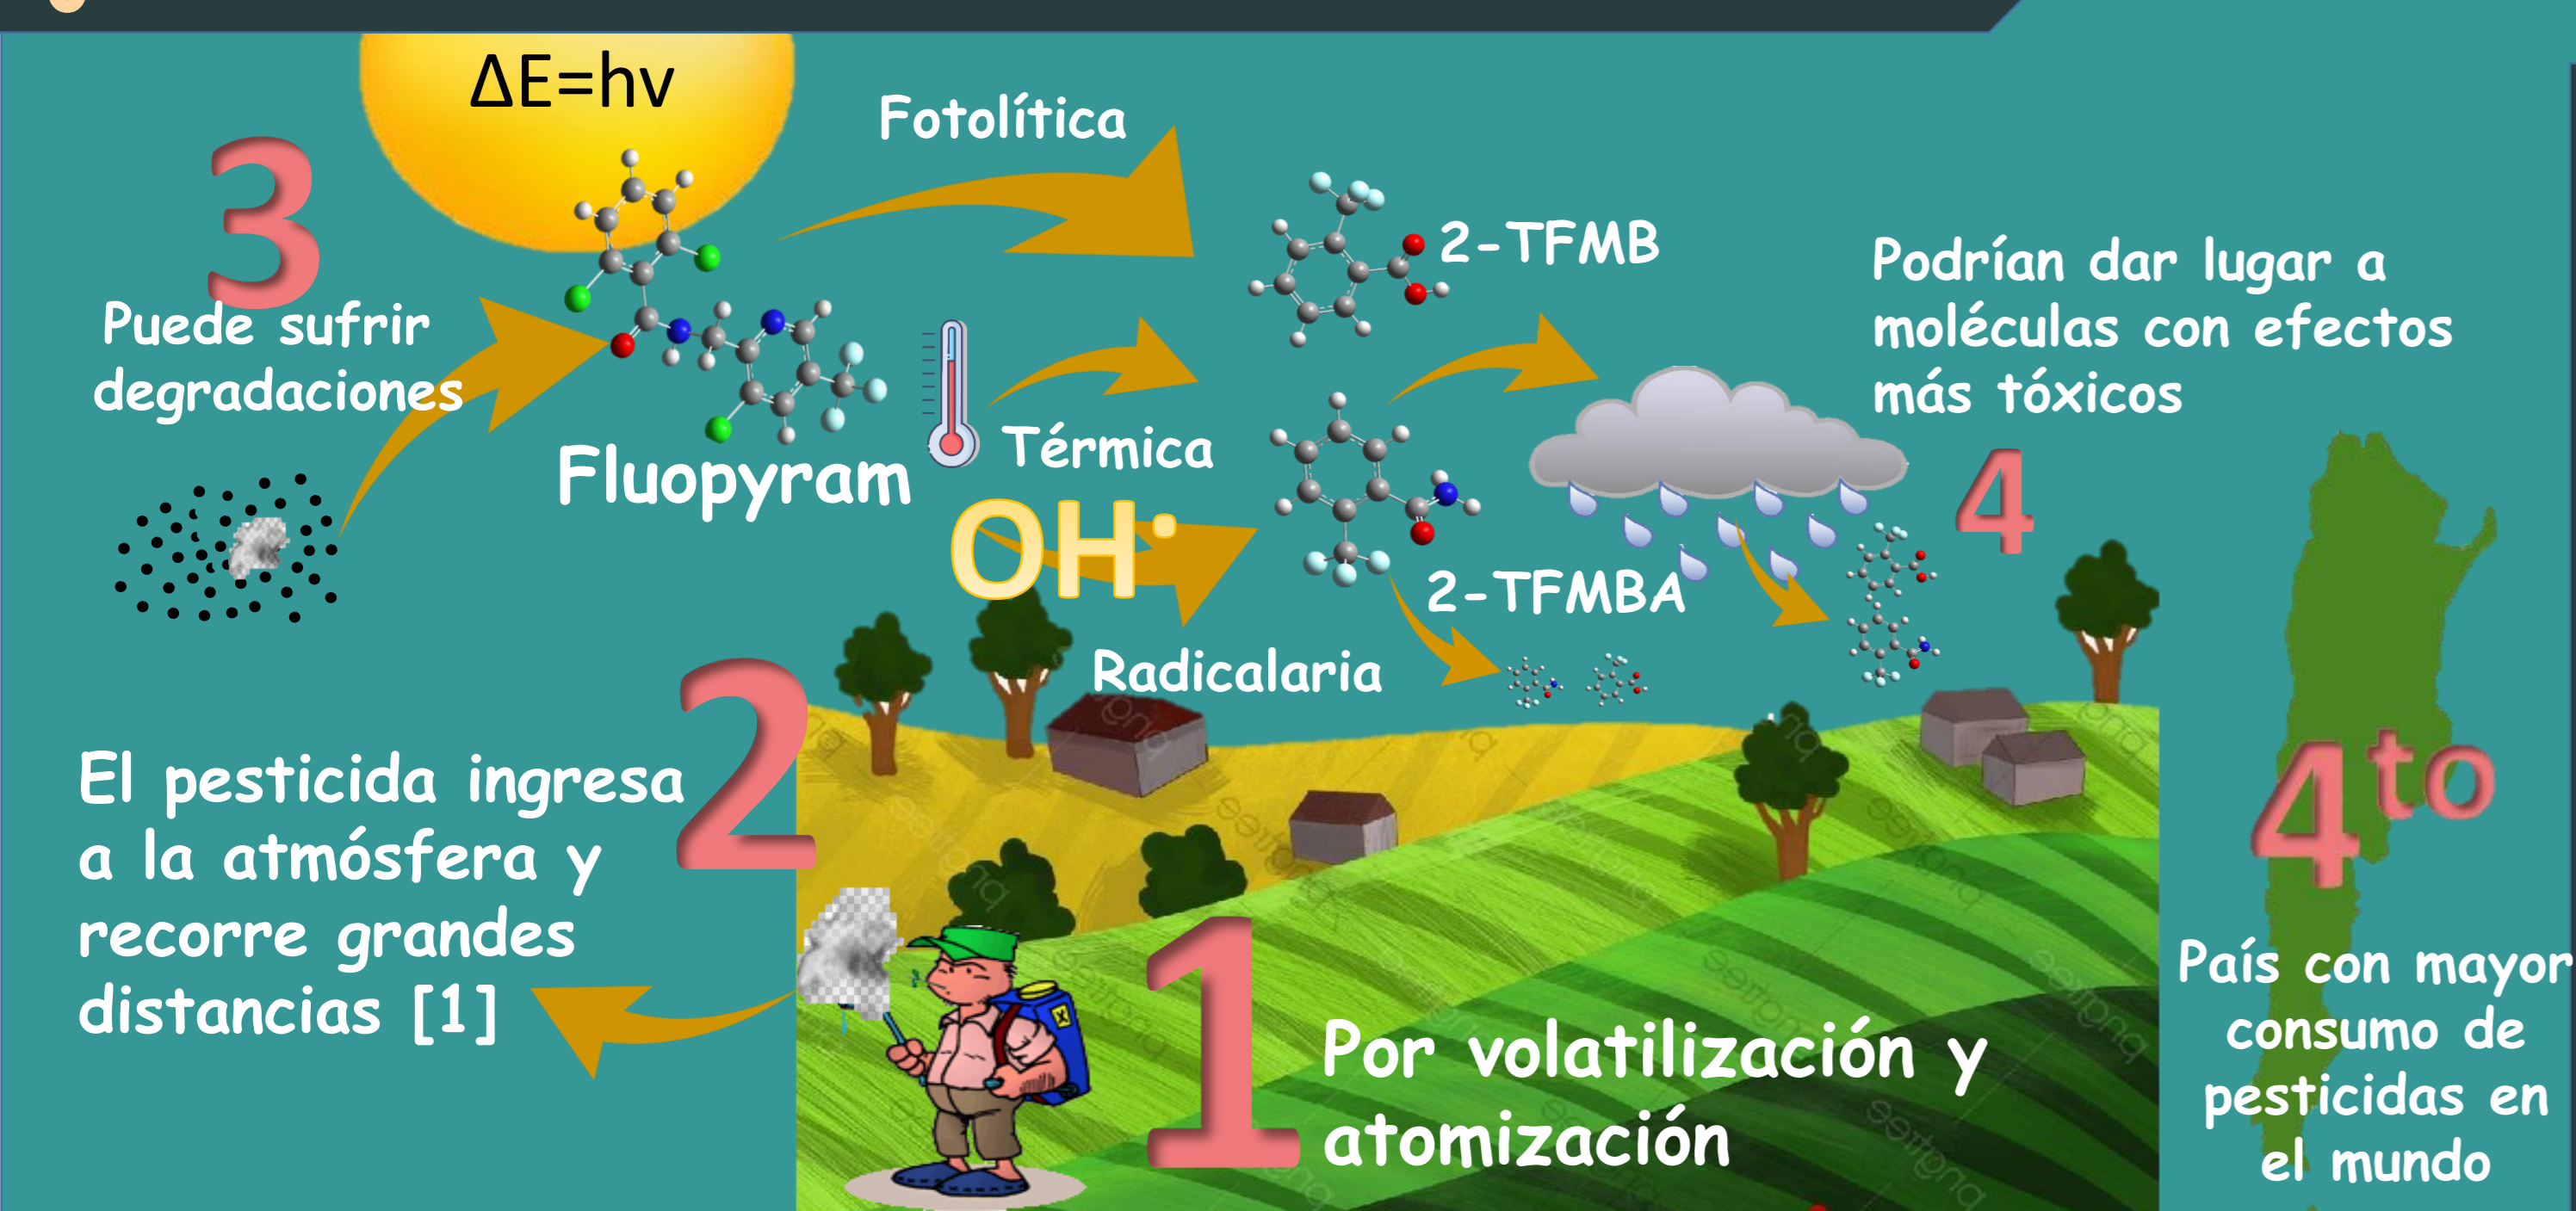 ΔE=hv
Fotolítica
3
Puede sufrir
degradaciones
Fluopyram
Térmica
OH·
Radicalaria
2-TFMB
2-TFMBA
Podrían dar lugar a
moléculas con efectos
más tóxicos
4
2
El pesticida ingresa
a la atmósfera y
recorre grandes
distancias [1]
1
Por volatilización y
atomización
4to
País con mayor
consumo de
pesticidas en
el mundo